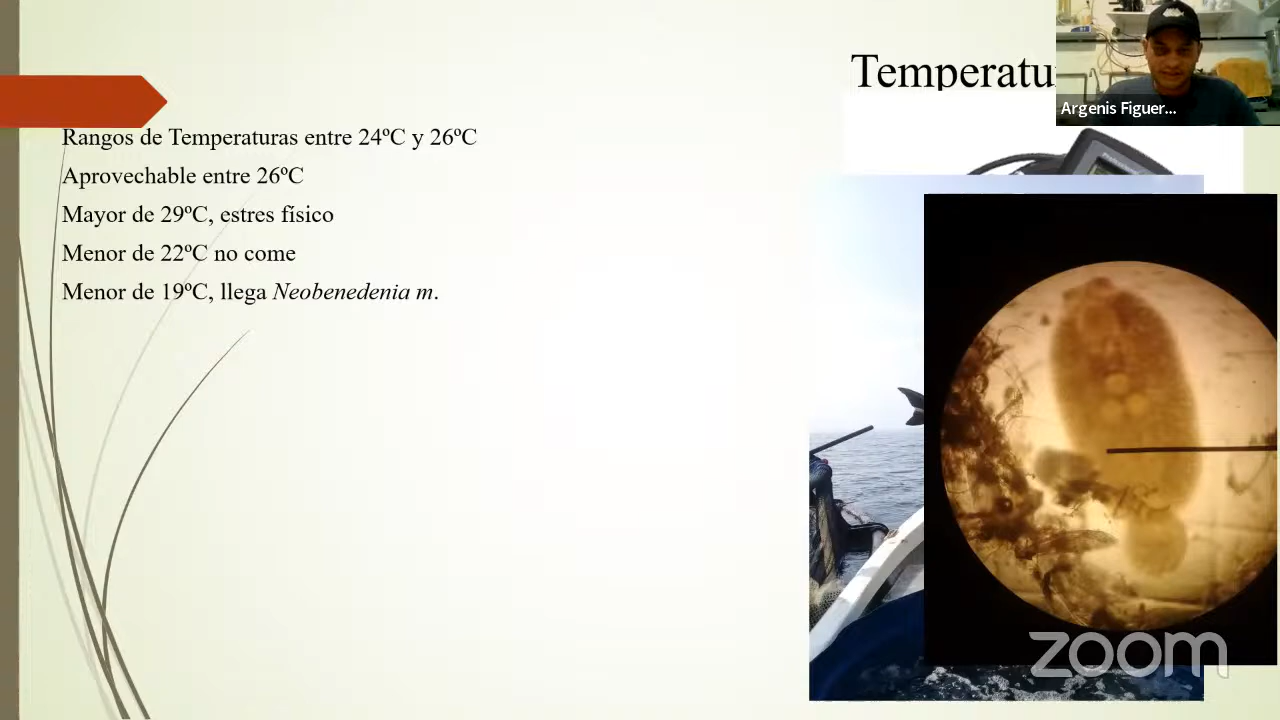 Temperatu
Argenis Figuer...
Rangos de Temperaturas entre 24ºC y 26ºC
Aprovechable entre 26ºC
Mayor de 29ºC, estres físico
Menor de 22ºC no come
Menor de 19ºC, llega Neobenedenia m.
zoom